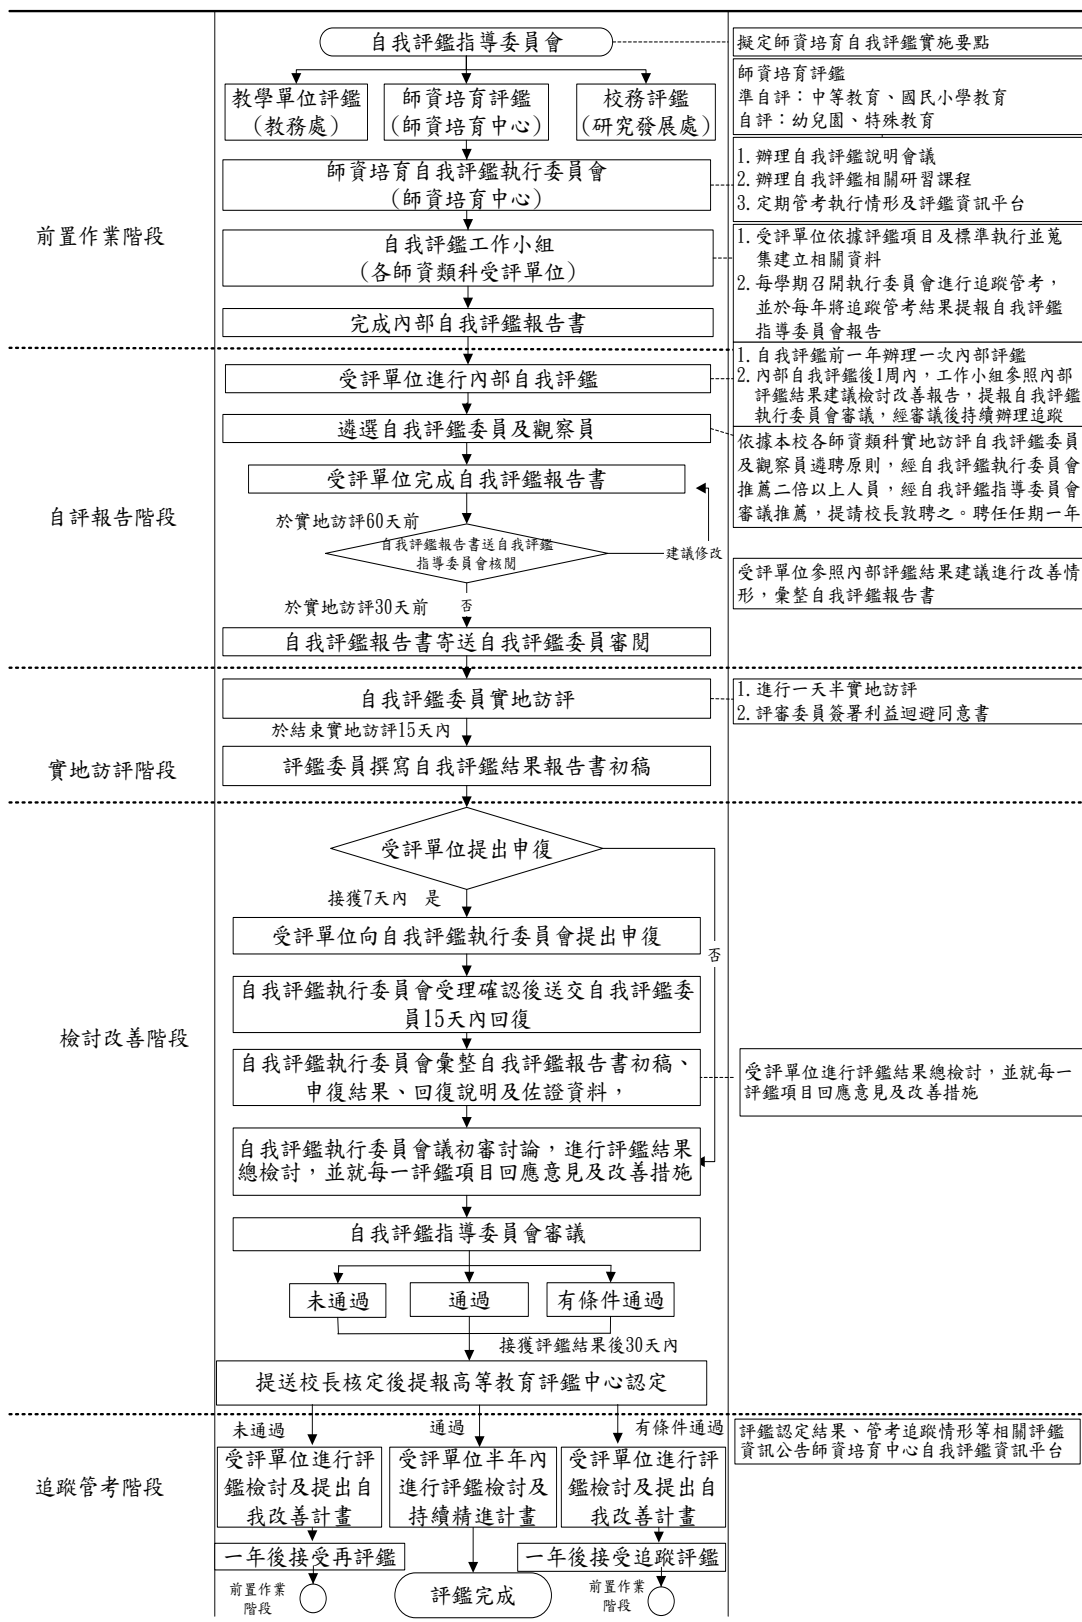 自我評鑑指導委員會
擬定師資培育自我評鑑實施要點
教學單位評鑑
(教務處)
師資培育評鑑
(師資培育中心)
校務評鑑
(研究發展處)
師資培育評鑑
準自評：中等教育、國民小學教育
自評：幼兒園、特殊教育
師資培育自我評鑑執行委員會
(師資培育中心)
1.辦理自我評鑑說明會議
2.辦理自我評鑑相關研習課程
3.定期管考執行情形及評鑑資訊平台
前置作業階段
自我評鑑工作小組
(各師資類科受評單位)
1.受評單位依據評鑑項目及標準執行並蒐
集建立相關資料
2.每學期召開執行委員會進行追蹤管考，
並於每年將追蹤管考結果提報自我評鑑
指導委員會報告
完成內部自我評鑑報告書
受評單位進行內部自我評鑑
1.自我評鑑前一年辦理一次內部評鑑
2.內部自我評鑑後1周內，工作小組參照內部
評鑑結果建議檢討改善報告，提報自我評鑑
執行委員會審議，經審議後持續辦理追蹤
遴選自我評鑑委員及觀察員
依據本校各師資類科實地訪評自我評鑑委員
及觀察員遴聘原則，經自我評鑑執行委員會
推薦二倍以上人員，經自我評鑑指導委員會
審議推薦，提請校長敦聘之。聘任任期一年
受評單位完成自我評鑑報告書
自評報告階段
於實地訪評60天前
自我評鑑報告書送自我評鑑
指導委員會核閱
建議修改
受評單位參照內部評鑑結果建議進行改善情
形，彙整自我評鑑報告書
於實地訪評30天前
否
自我評鑑報告書寄送自我評鑑委員審閱
自我評鑑委員實地訪評
1.進行一天半實地訪評
2.評審委員簽署利益迴避同意書
於結束實地訪評15天內
實地訪評階段
評鑑委員撰寫自我評鑑結果報告書初稿
受評單位提出申復
接獲7天內 是
受評單位向自我評鑑執行委員會提出申復
否
自我評鑑執行委員會受理確認後送交自我評鑑委
員15天內回復
檢討改善階段
自我評鑑執行委員會彙整自我評鑑報告書初稿、
申復結果、回復說明及佐證資料，
受評單位進行評鑑結果總檢討，並就每一
評鑑項目回應意見及改善措施
自我評鑑執行委員會議初審討論，進行評鑑結果
總檢討，並就每一評鑑項目回應意見及改善措施
自我評鑑指導委員會審議
未通過
通過
有條件通過
接獲評鑑結果後30天內
提送校長核定後提報高等教育評鑑中心認定
未通過
通過
有條件通過
評鑑認定結果、管考追蹤情形等相關評鑑
資訊公告師資培育中心自我評鑑資訊平台
追蹤管考階段
受評單位進行評
鑑檢討及提出自
我改善計畫
受評單位半年內
進行評鑑檢討及
持續精進計畫
受評單位進行評
鑑檢討及提出自
我改善計畫
一年後接受再評鑑
一年後接受追蹤評鑑
前置作業
階段
評鑑完成
前置作業
階段